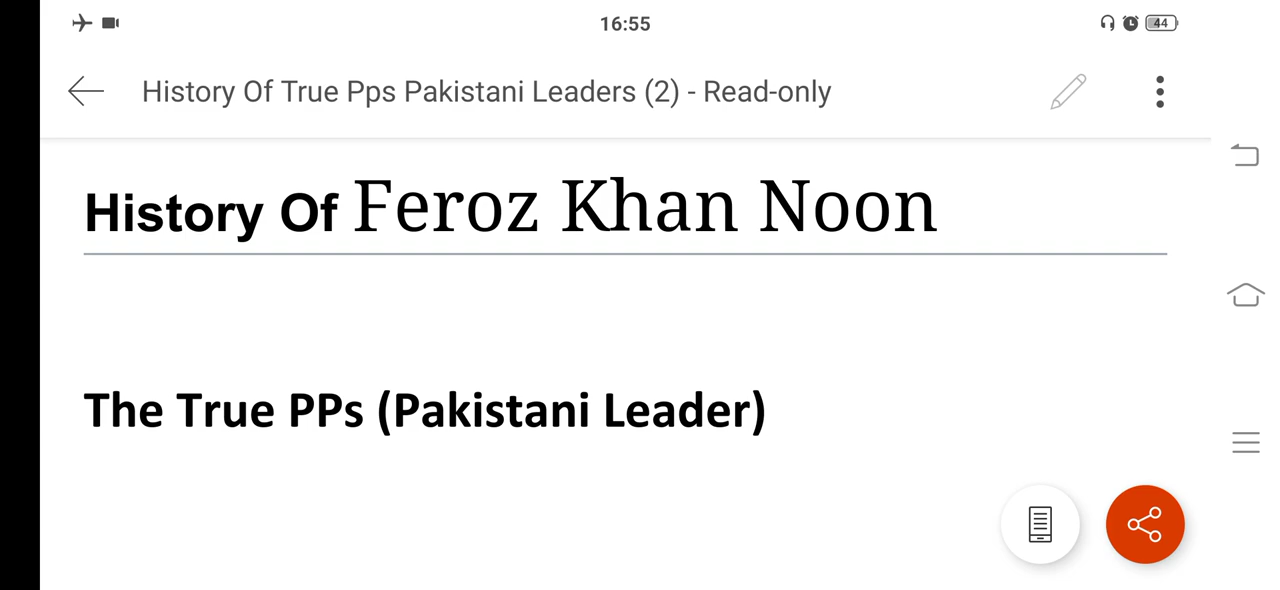 16:55
44
History Of True Pps Pakistani Leaders (2) - Read-only
History Of Feroz Khan Noon
The True PPs (Pakistani Leader)